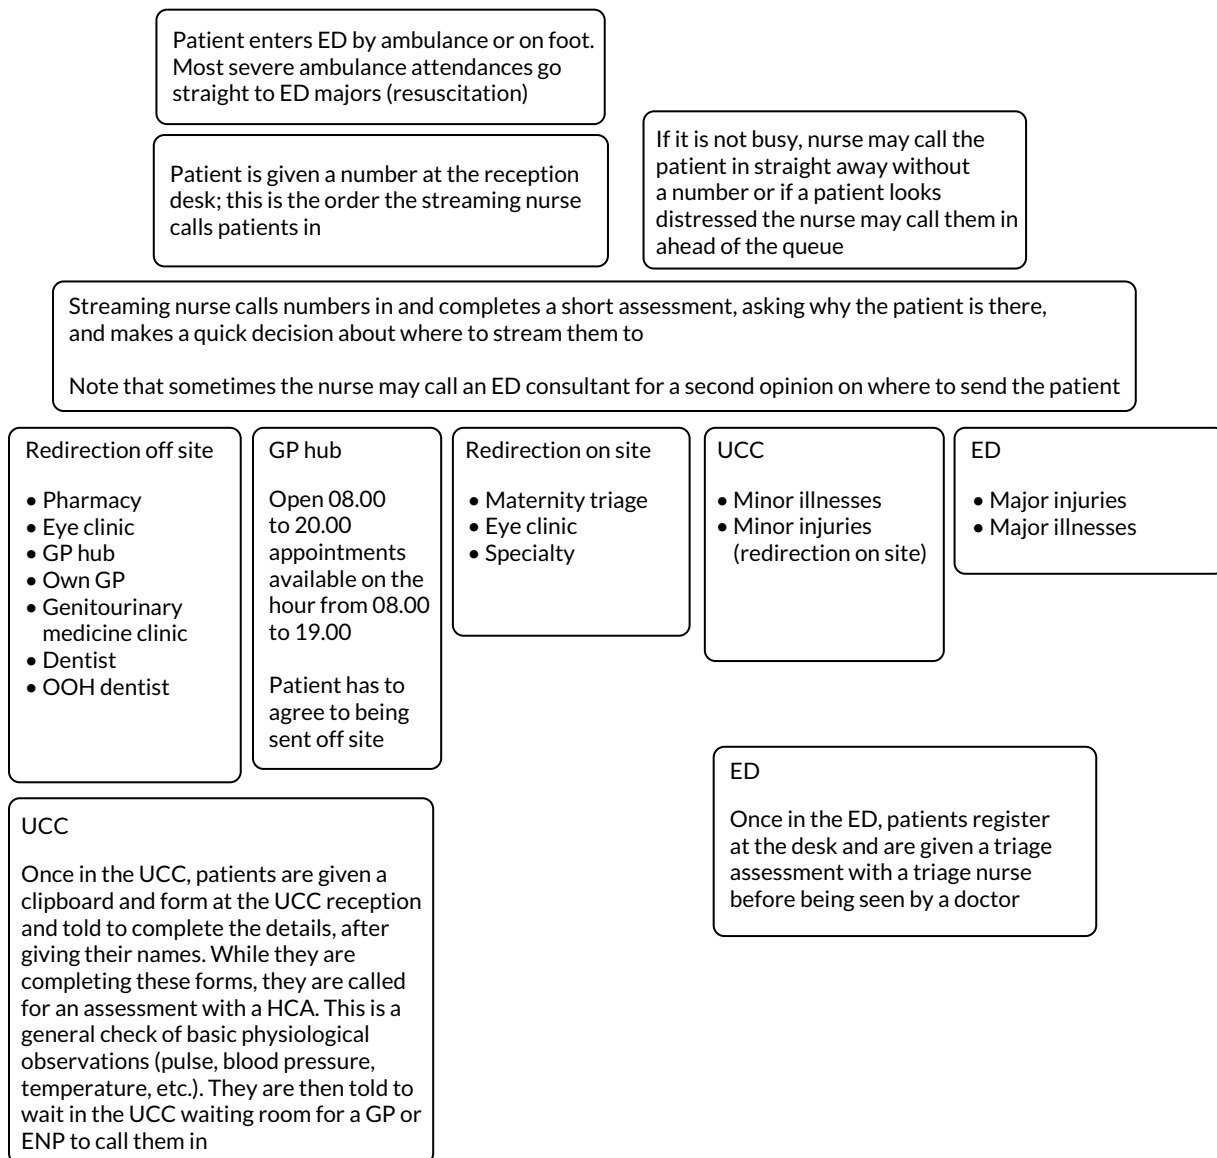 Patient enters ED by ambulance or on foot.
Most severe ambulance attendances go
straight to ED majors (resuscitation)
Patient is given a number at the reception
desk; this is the order the streaming nurse
calls patients in
If it is not busy, nurse may call the
patient in straight away without
a number or if a patient looks
distressed the nurse may call them in
ahead of the queue
Streaming nurse calls numbers in and completes a short assessment, asking why the patient is there,
and makes a quick decision about where to stream them to
Note that sometimes the nurse may call an ED consultant for a second opinion on where to send the patient
Redirection off site
• Pharmacy
• Eye clinic
• GP hub
• Own GP
• Genitourinary
medicine clinic
• Dentist
• OOH dentist
GP hub
Open 08.00
to 20.00
appointments
available on the
hour from 08.00
to 19.00
Patient has to
agree to being
sent off site
Redirection on site
• Maternity triage
• Eye clinic
• Specialty
UCC
• Minor illnesses
• Minor injuries
(redirection on site)
ED
• Major injuries
• Major illnesses
UCC
Once in the UCC, patients are given a
clipboard and form at the UCC reception
and told to complete the details, after
giving their names. While they are
completing these forms, they are called
for an assessment with a HCA. This is a
general check of basic physiological
observations (pulse, blood pressure,
temperature, etc.). They are then told to
wait in the UCC waiting room for a GP or
ENP to call them in
ED
Once in the ED, patients register
at the desk and are given a triage
assessment with a triage nurse
before being seen by a doctor